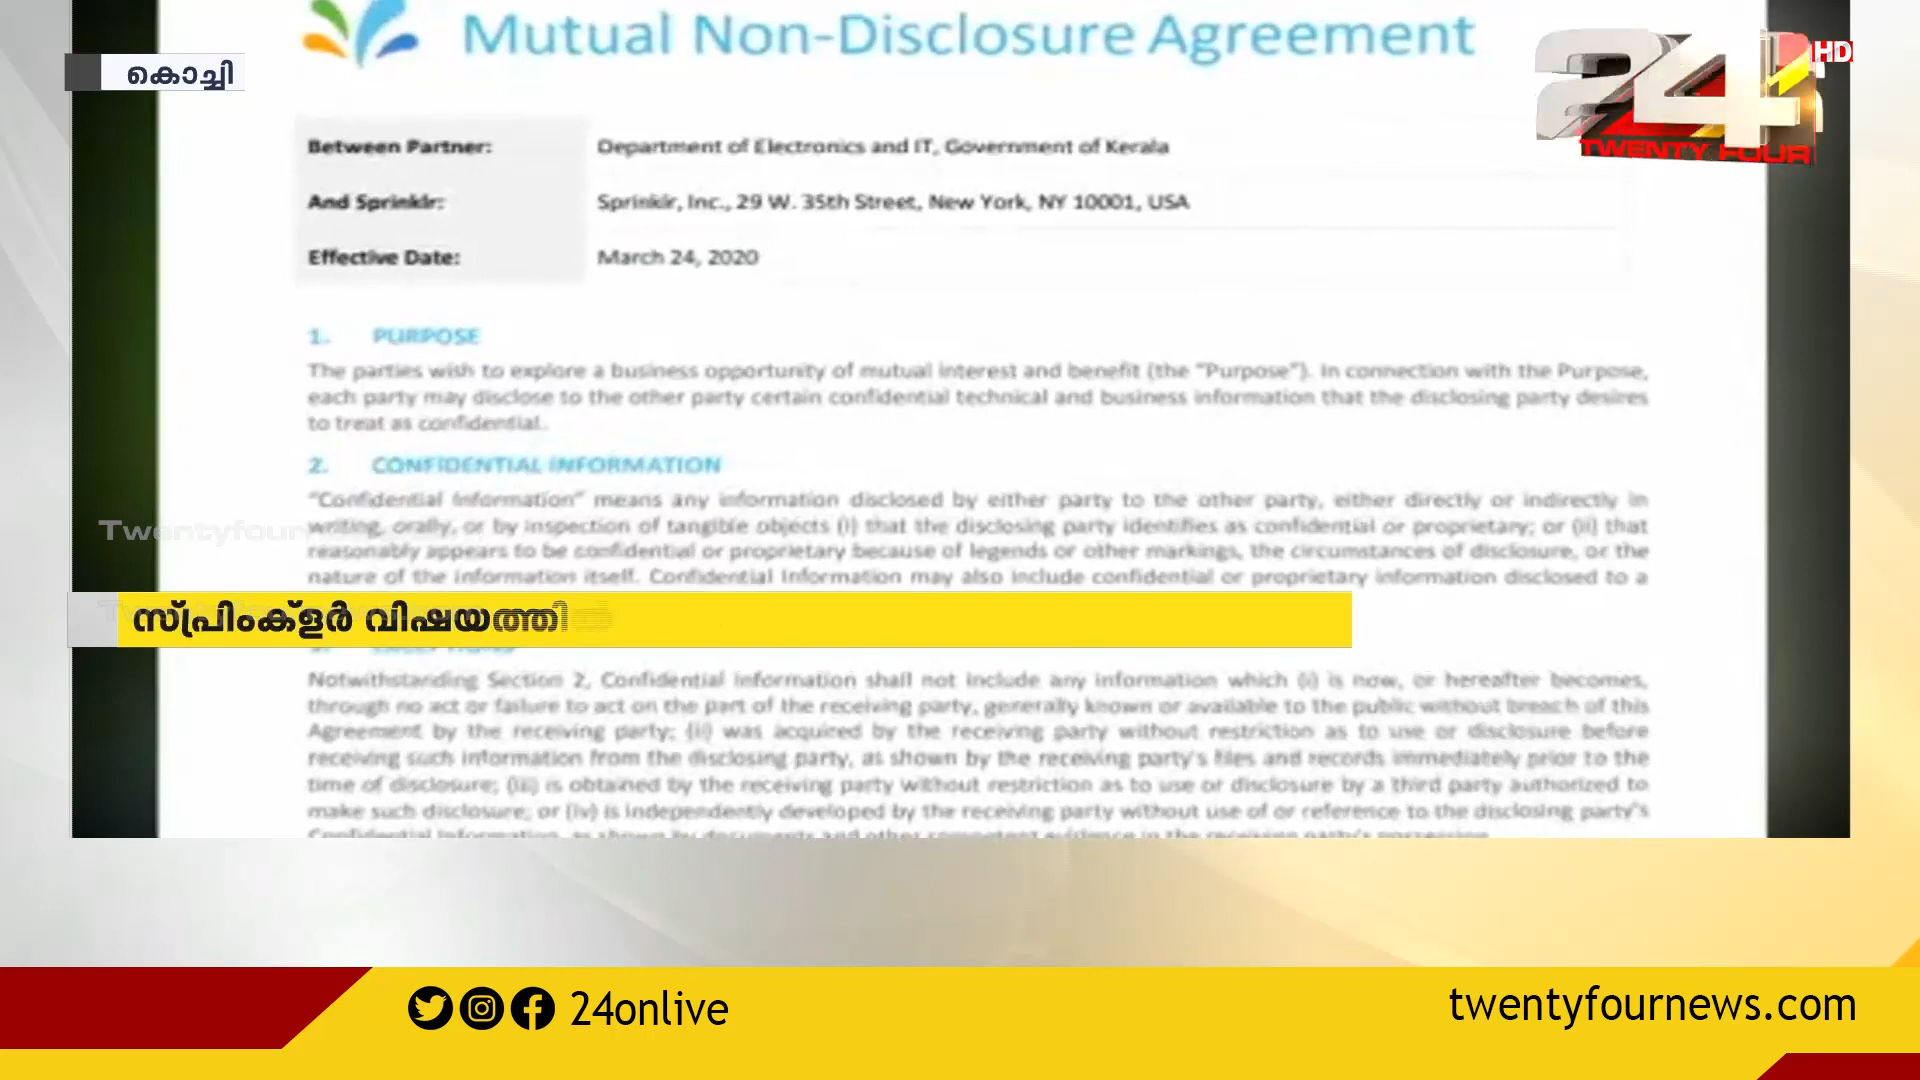 Mutual Non-Disclosure Agreement
കൊച്ചി
24 HD
TWENTY FOUR
Between Partner: Department of Electronics and IT, Government of Kerala
And Sprinklr: Sprinklr, Inc., 29 W. 35th Street, New York, NY 10001, USA
Effective Date: March 24, 2020
1. PURPOSE
The parties wish to explore a business opportunity of mutual interest and benefit (the "Purpose"). In connection with the Purpose,
each party may disclose to the other party certain confidential technical and business information that the disclosing party desires
to treat as confidential.
2. CONFIDENTIAL INFORMATION
"Confidential Information" means any information disclosed by either party to the other party, either directly or indirectly in
writing, orally, or by inspection of tangible objects (i) that the disclosing party identifies as confidential or proprietary; or (ii) that
reasonably appears to be confidential or proprietary because of legends or other markings, the circumstances of disclosure, or the
nature of the information itself. Confidential Information may also include confidential or proprietary information disclosed to a
സ്പ്രിംക്ളർ വിഷയത്തി
Notwithstanding Section 2, Confidential Information shall not include any information which (i) is now, or hereafter becomes,
through no act or failure to act on the part of the receiving party, generally known or available to the public without breach of this
Agreement by the receiving party; (ii) was acquired by the receiving party without restriction as to use or disclosure before
receiving such information from the disclosing party, as shown by the receiving party's files and records immediately prior to the
time of disclosure; (iii) is obtained by the receiving party without restriction as to use or disclosure by a third party authorized to
make such disclosure; or (iv) is independently developed by the receiving party without use of or reference to the disclosing party's
24onlive
twentyfournews.com